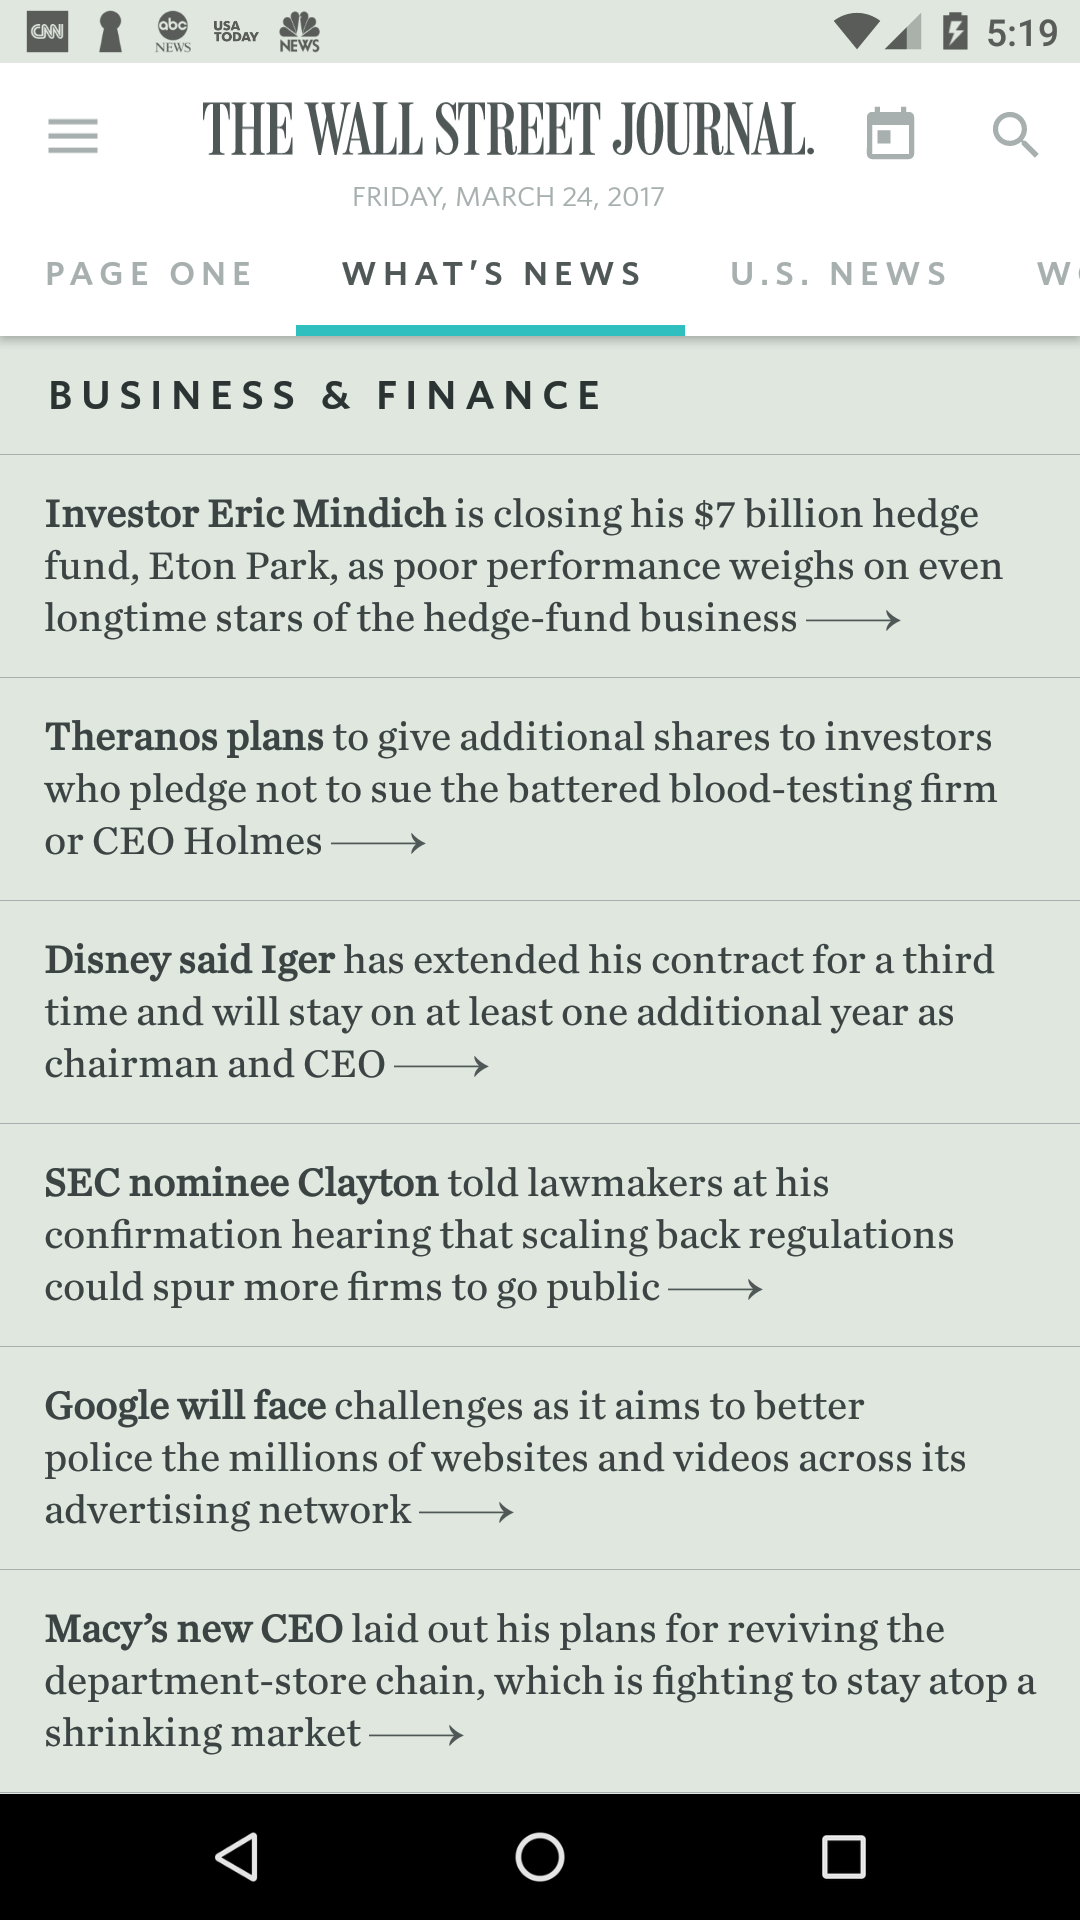 CNN abc NEWS USA TODAY NEWS 5:19
THE WALL STREET JOURNAL.
FRIDAY, MARCH 24, 2017
PAGE ONE WHAT'S NEWS U.S. NEWS WO
BUSINESS & FINANCE
Investor Eric Mindich is closing his $7 billion hedge
fund, Eton Park, as poor performance weighs on even
longtime stars of the hedge-fund business
Theranos plans to give additional shares to investors
who pledge not to sue the battered blood-testing firm
or CEO Holmes
Disney said Iger has extended his contract for a third
time and will stay on at least one additional year as
chairman and CEO
SEC nominee Clayton told lawmakers at his
confirmation hearing that scaling back regulations
could spur more firms to go public
Google will face challenges as it aims to better
police the millions of websites and videos across its
advertising network
Macy’s new CEO laid out his plans for reviving the
department-store chain, which is fighting to stay atop a
shrinking market